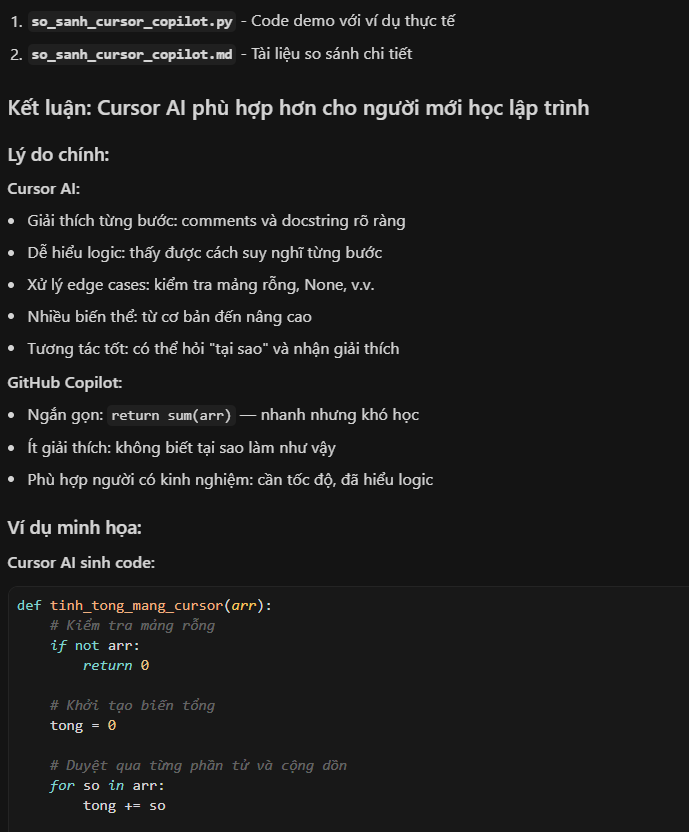 1. so_sanh_cursor_copilot.py - Code demo với ví dụ thực tế
2. so_sanh_cursor_copilot.md - Tài liệu so sánh chi tiết
Kết luận: Cursor AI phù hợp hơn cho người mới học lập trình
Lý do chính:
Cursor AI:
• Giải thích từng bước: comments và docstring rõ ràng
• Dễ hiểu logic: thấy được cách suy nghĩ từng bước
• Xử lý edge cases: kiểm tra mảng rỗng, None, v.v.
• Nhiều biến thể: từ cơ bản đến nâng cao
• Tương tác tốt: có thể hỏi "tại sao" và nhận giải thích
GitHub Copilot:
• Ngắn gọn: return sum(arr) — nhanh nhưng khó học
• Ít giải thích: không biết tại sao làm như vậy
• Phù hợp người có kinh nghiệm: cần tốc độ, đã hiểu logic
Ví dụ minh họa:
Cursor AI sinh code:
def tinh_tong_mang_cursor(arr):
    # Kiểm tra mảng rỗng
    if not arr:
        return 0
    # Khởi tạo biến tổng
    tong = 0
    # Duyệt qua từng phần tử và cộng dồn
    for so in arr:
        tong += so